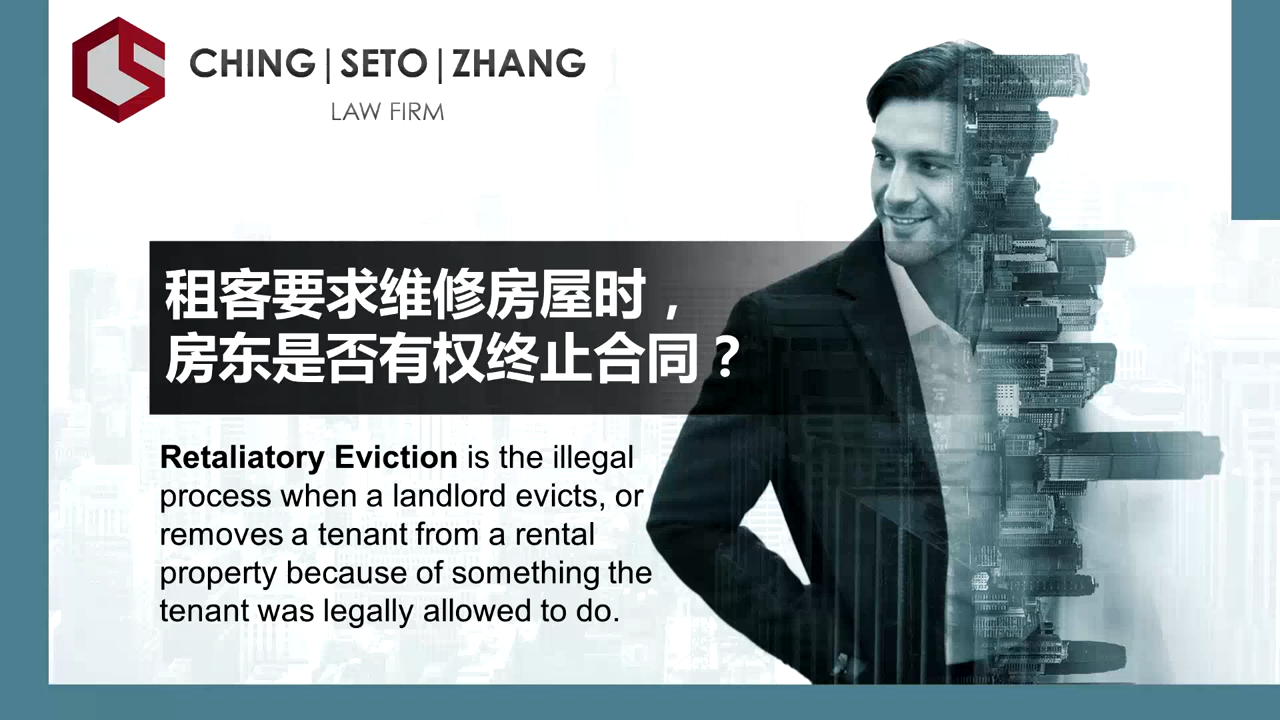 CHING|SETO|ZHANG
LAW FIRM
租客要求维修房屋时，
房东是否有权终止合同？
Retaliatory Eviction is the illegal
process when a landlord evicts, or
removes a tenant from a rental
property because of something the
tenant was legally allowed to do.